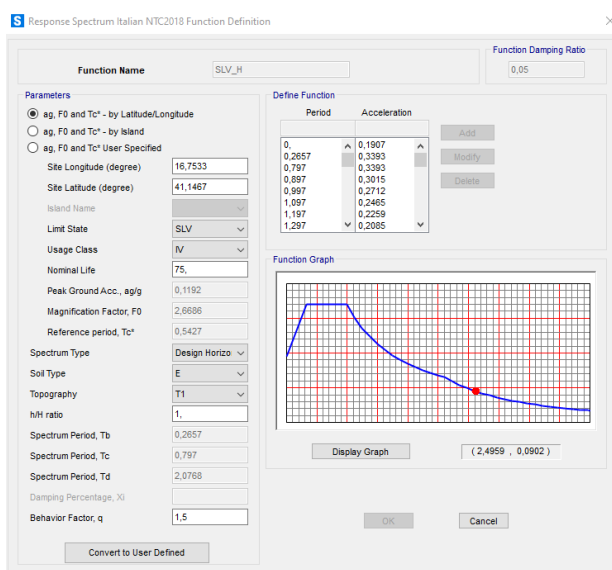 Response Spectrum Italian NTC2018 Function Definition
Function Damping Ratio
Function Name
SLV_H
0,05
Parameters
ag, F0 and Tc* - by Latitude/Longitude
ag, F0 and Tc* - by Island
ag, F0 and Tc* User Specified
Site Longitude (degree) 16,7533
Site Latitude (degree) 41,1467
Island Name
Limit State SLV
Usage Class IV
Nominal Life 75,
Peak Ground Acc., ag/g 0,1192
Magnification Factor, F0 2,6686
Reference period, Tc* 0,5427
Spectrum Type Design Horizo
Soil Type E
Topography T1
h/H ratio 1,
Spectrum Period, Tb 0,2657
Spectrum Period, Tc 0,797
Spectrum Period, Td 2,0768
Damping Percentage, Xi
Behavior Factor, q 1,5
Convert to User Defined
Define Function
Period Acceleration
0, 0,1907
0,2657 0,3393
0,797 0,3393
0,897 0,3015
0,997 0,2712
1,097 0,2465
1,197 0,2259
1,297 0,2085
Add
Modify
Delete
Function Graph
Display Graph
( 2,4959 , 0,0902 )
OK
Cancel